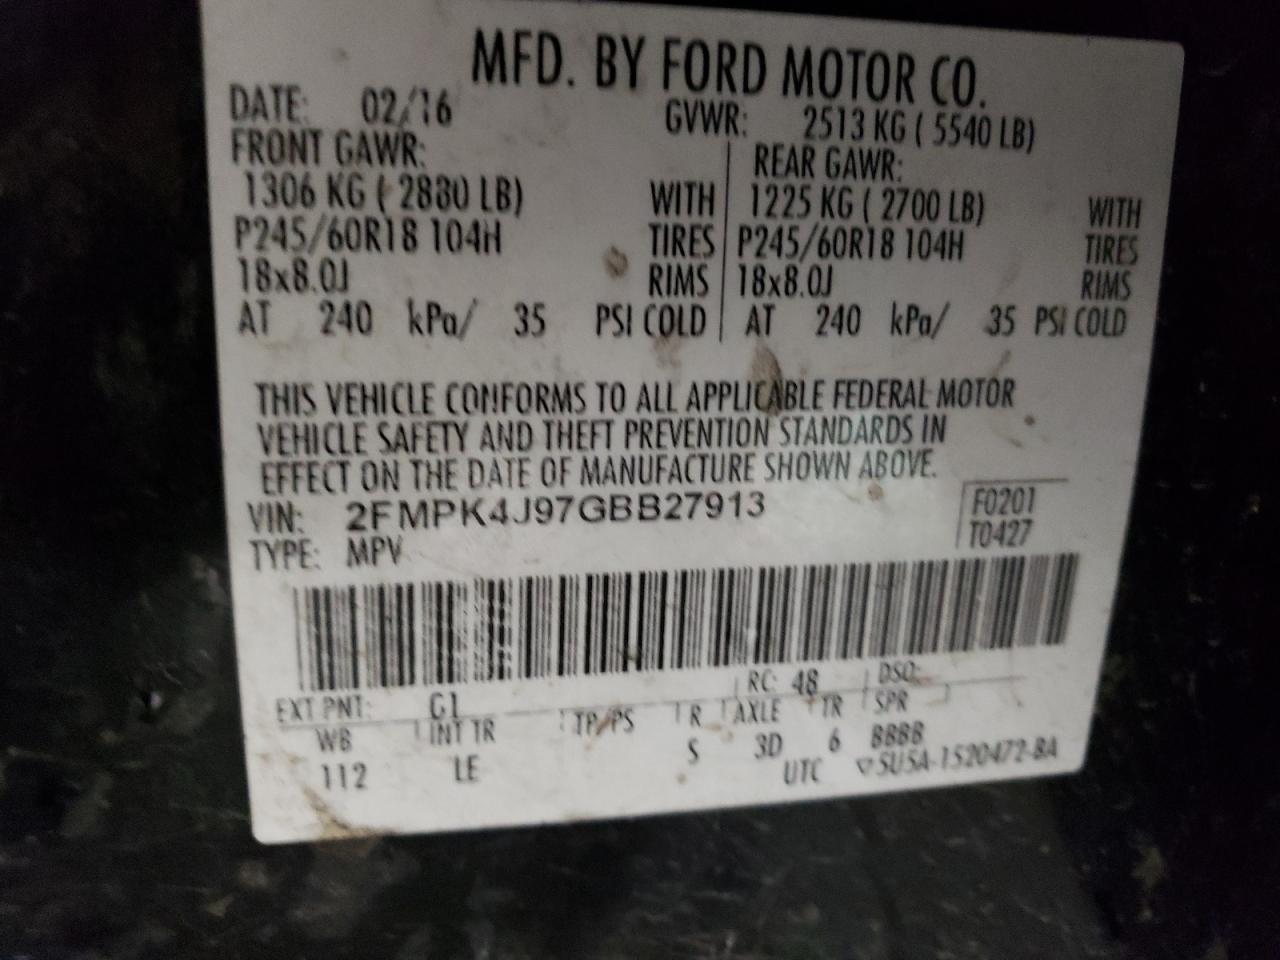 MFD. BY FORD MOTOR CO.
DATE: 02/16 GVWR: 2513 KG ( 5540 LB)
FRONT GAWR: REAR GAWR:
1306 KG ( 2880 LB) WITH 1225 KG ( 2700 LB) WITH
P245/60R18 104H TIRES P245/60R18 104H TIRES
18x8.0J RIMS 18x8.0J RIMS
AT 240 kPa/ 35 PSI COLD AT 240 kPa/ 35 PSI COLD
THIS VEHICLE CONFORMS TO ALL APPLICABLE FEDERAL MOTOR
VEHICLE SAFETY AND THEFT PREVENTION STANDARDS IN
EFFECT ON THE DATE OF MANUFACTURE SHOWN ABOVE.
VIN: 2FMPK4J97GBB27913 F0201
TYPE: MPV T0427
EXT PNT: G1 RC: 48 DSO:
WB INT TR TP/PS R AXLE TR SPR
112 LE S 3D 6 BBBB
UTC ▽5U5A-1520472-BA